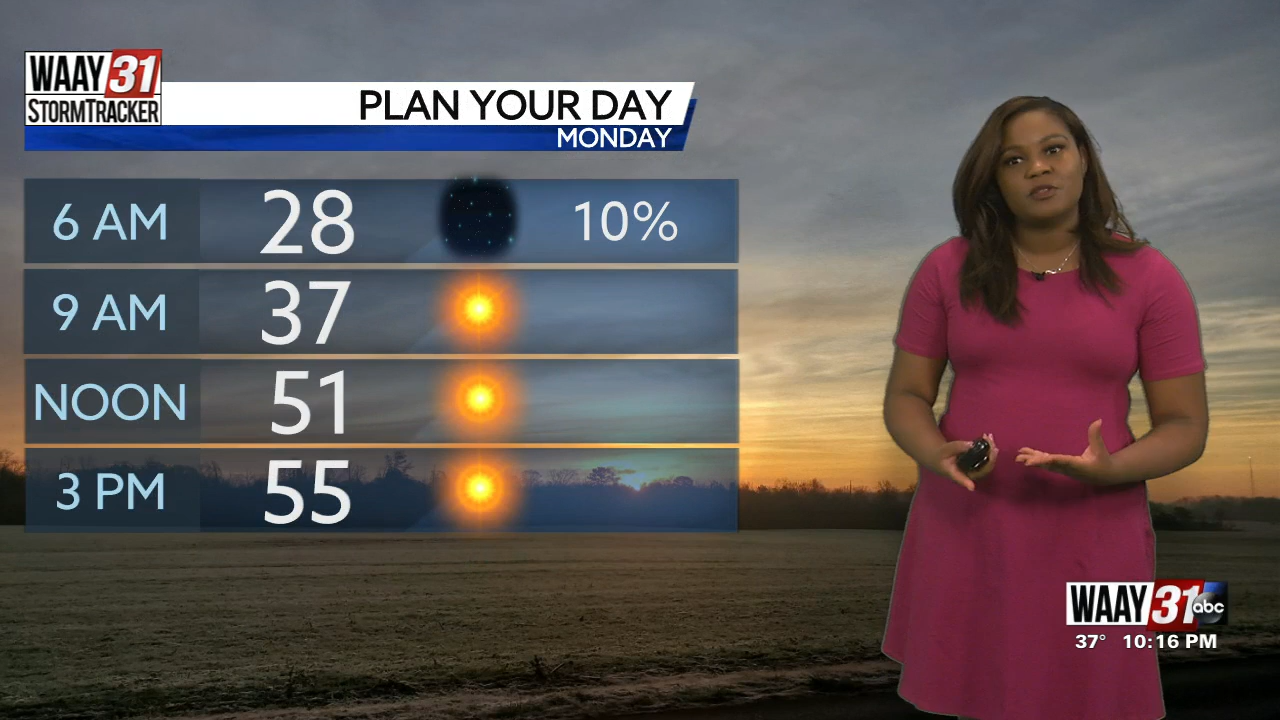 WAAY 31
STORMTRACKER
PLAN YOUR DAY
MONDAY
6 AM 28 10%
9 AM 37
NOON 51
3 PM 55
WAAY 31 abc
37° 10:16 PM